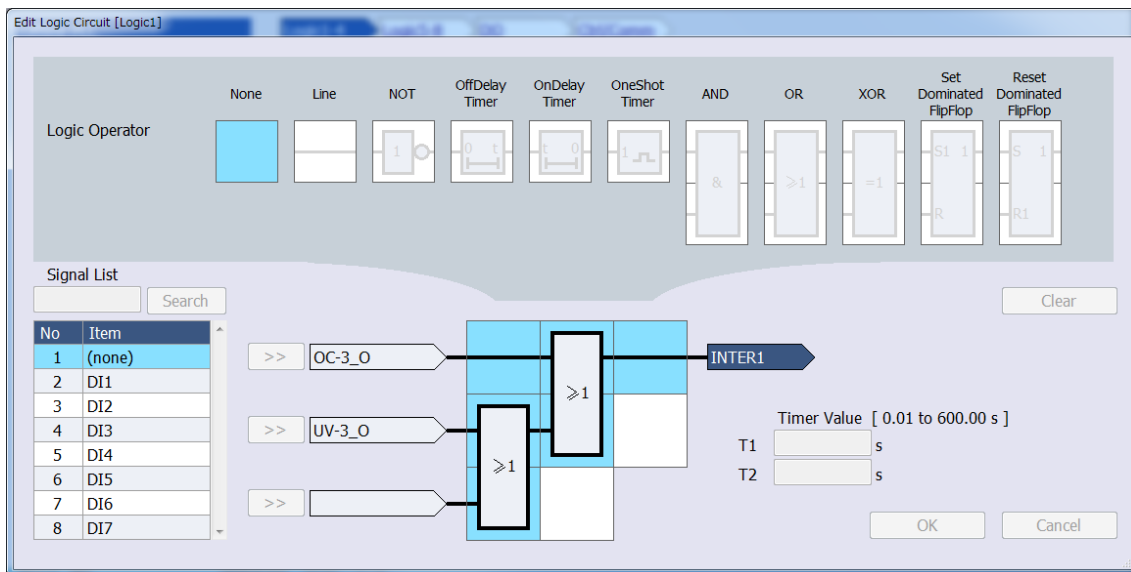 Edit Logic Circuit [Logic1]
None
Line
NOT
OffDelay
Timer
OnDelay
Timer
OneShot
Timer
AND
OR
XOR
Set
Dominated
FlipFlop
Reset
Dominated
FlipFlop
Logic Operator
1
0 t
t 0
1
&
≥1
=1
S1 1
R
S 1
R1
Signal List
Search
Clear
No Item
1 (none)
2 DI1
3 DI2
4 DI3
5 DI4
6 DI5
7 DI6
8 DI7
>> OC-3_O
>> UV-3_O
>>
≥1
≥1
INTER1
Timer Value [ 0.01 to 600.00 s ]
T1 s
T2 s
OK
Cancel